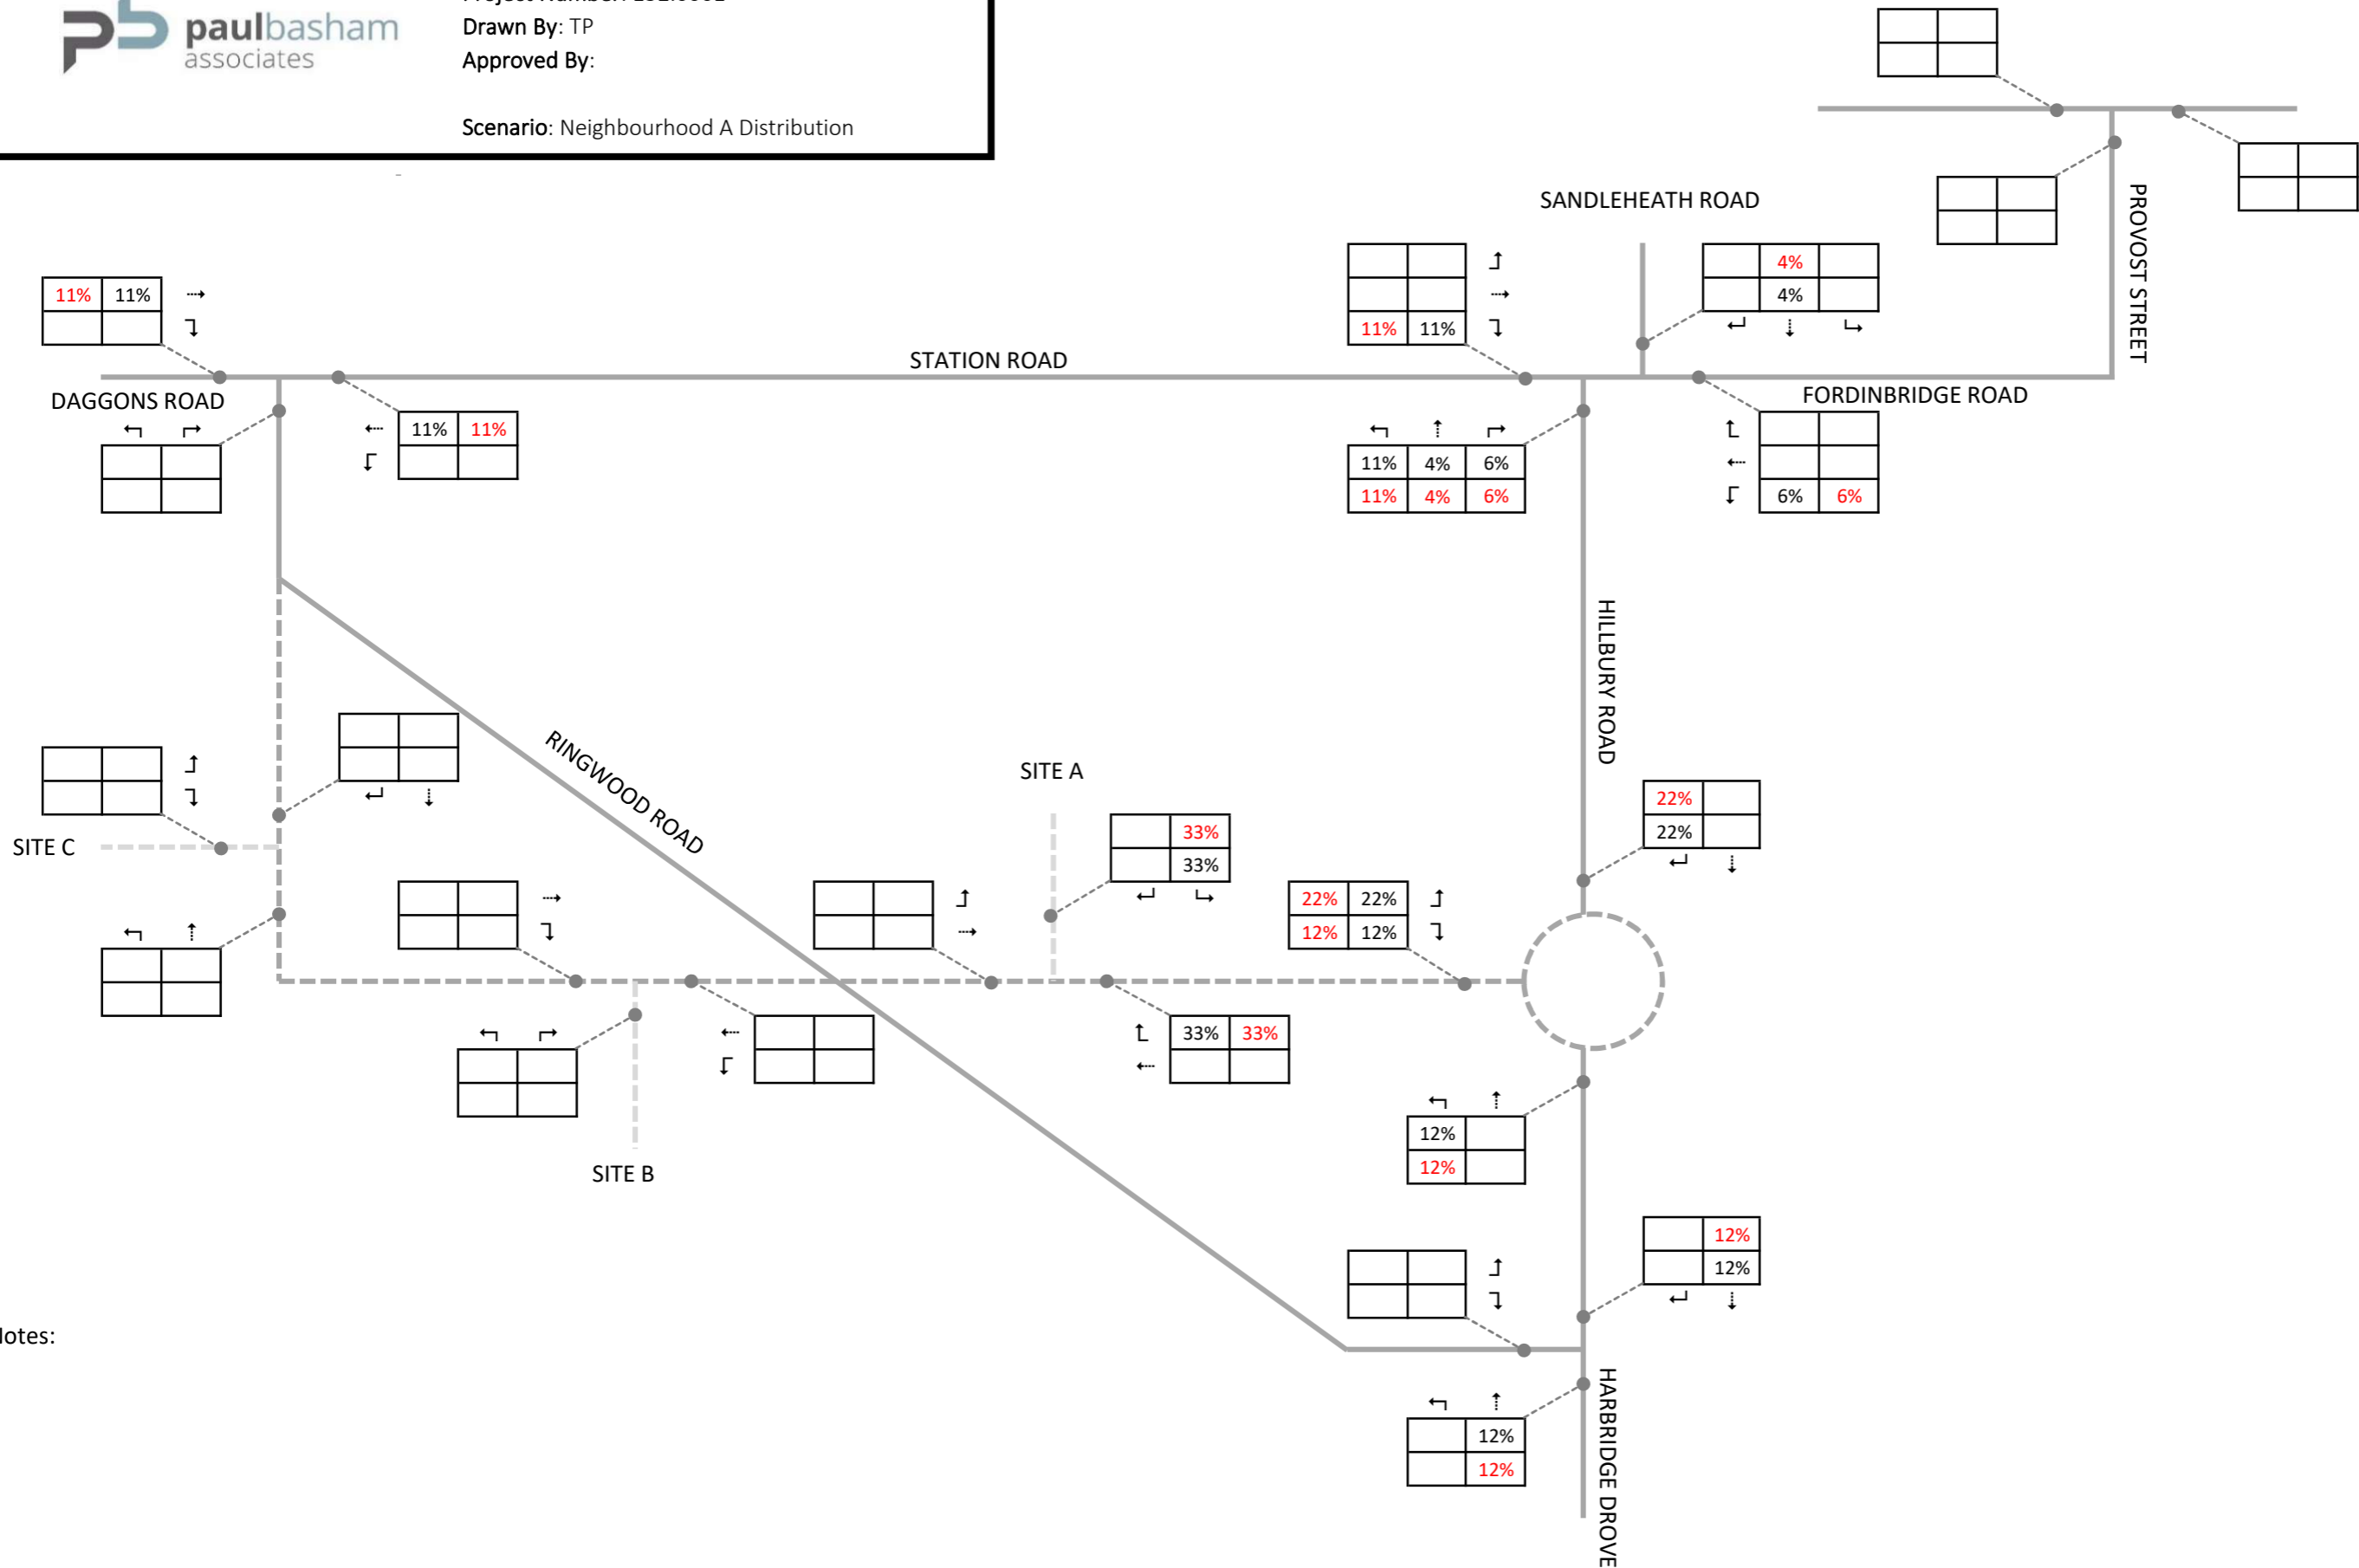 paulbasham
associates
Drawn By: TP
Approved By:
Scenario: Neighbourhood A Distribution
SANDLEHEATH ROAD
PROVOST STREET
4%
4%
11% 11%
11% 11%
STATION ROAD
DAGGONS ROAD
FORDINBRIDGE ROAD
11% 11%
11% 4% 6%
11% 4% 6%
6% 6%
HILLBURY ROAD
RINGWOOD ROAD
SITE A
22%
22%
33%
33%
SITE C
22% 22%
12% 12%
33% 33%
12%
12%
SITE B
12%
12%
HARBRIDGE DROVE
12%
12%